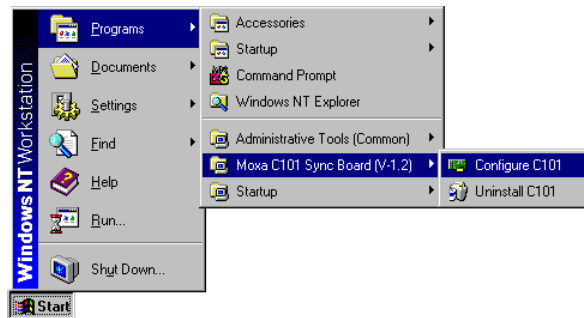 Windows NT Workstation
Programs
Documents
Settings
Find
Help
Run...
Shut Down...
Start
Accessories
Startup
Command Prompt
Windows NT Explorer
Administrative Tools (Common)
Moxa C101 Sync Board (V-1.2)
Startup
Configure C101
Uninstall C101